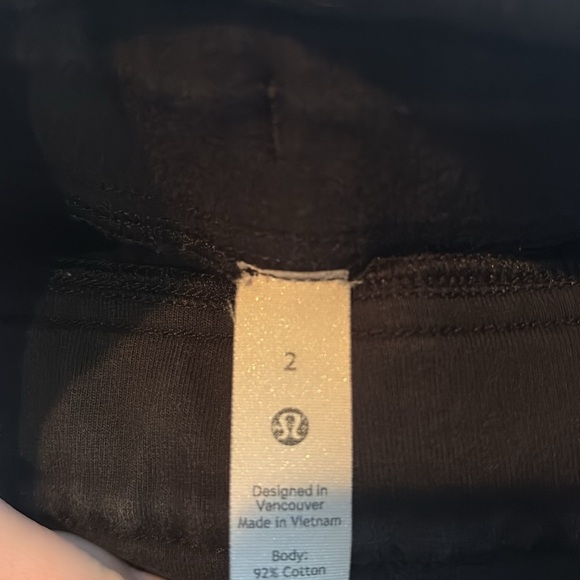 2
Designed in
Vancouver
Made in Vietnam
Body:
92% Cotton